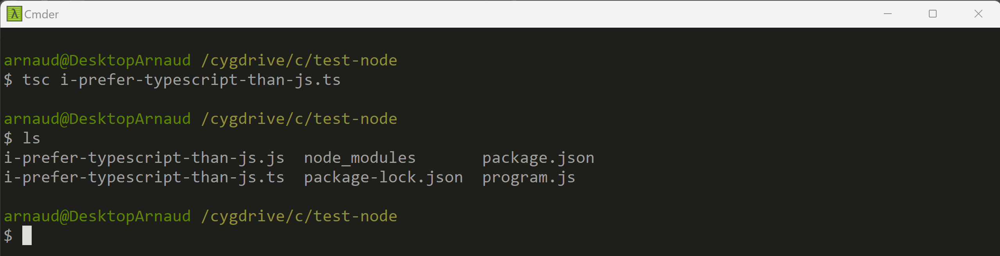 λ Cmder
arnaud@DesktopArnaud /cygdrive/c/test-node
$ tsc i-prefer-typescript-than-js.ts
arnaud@DesktopArnaud /cygdrive/c/test-node
$ ls
i-prefer-typescript-than-js.js  node_modules       package.json
i-prefer-typescript-than-js.ts  package-lock.json  program.js
arnaud@DesktopArnaud /cygdrive/c/test-node
$